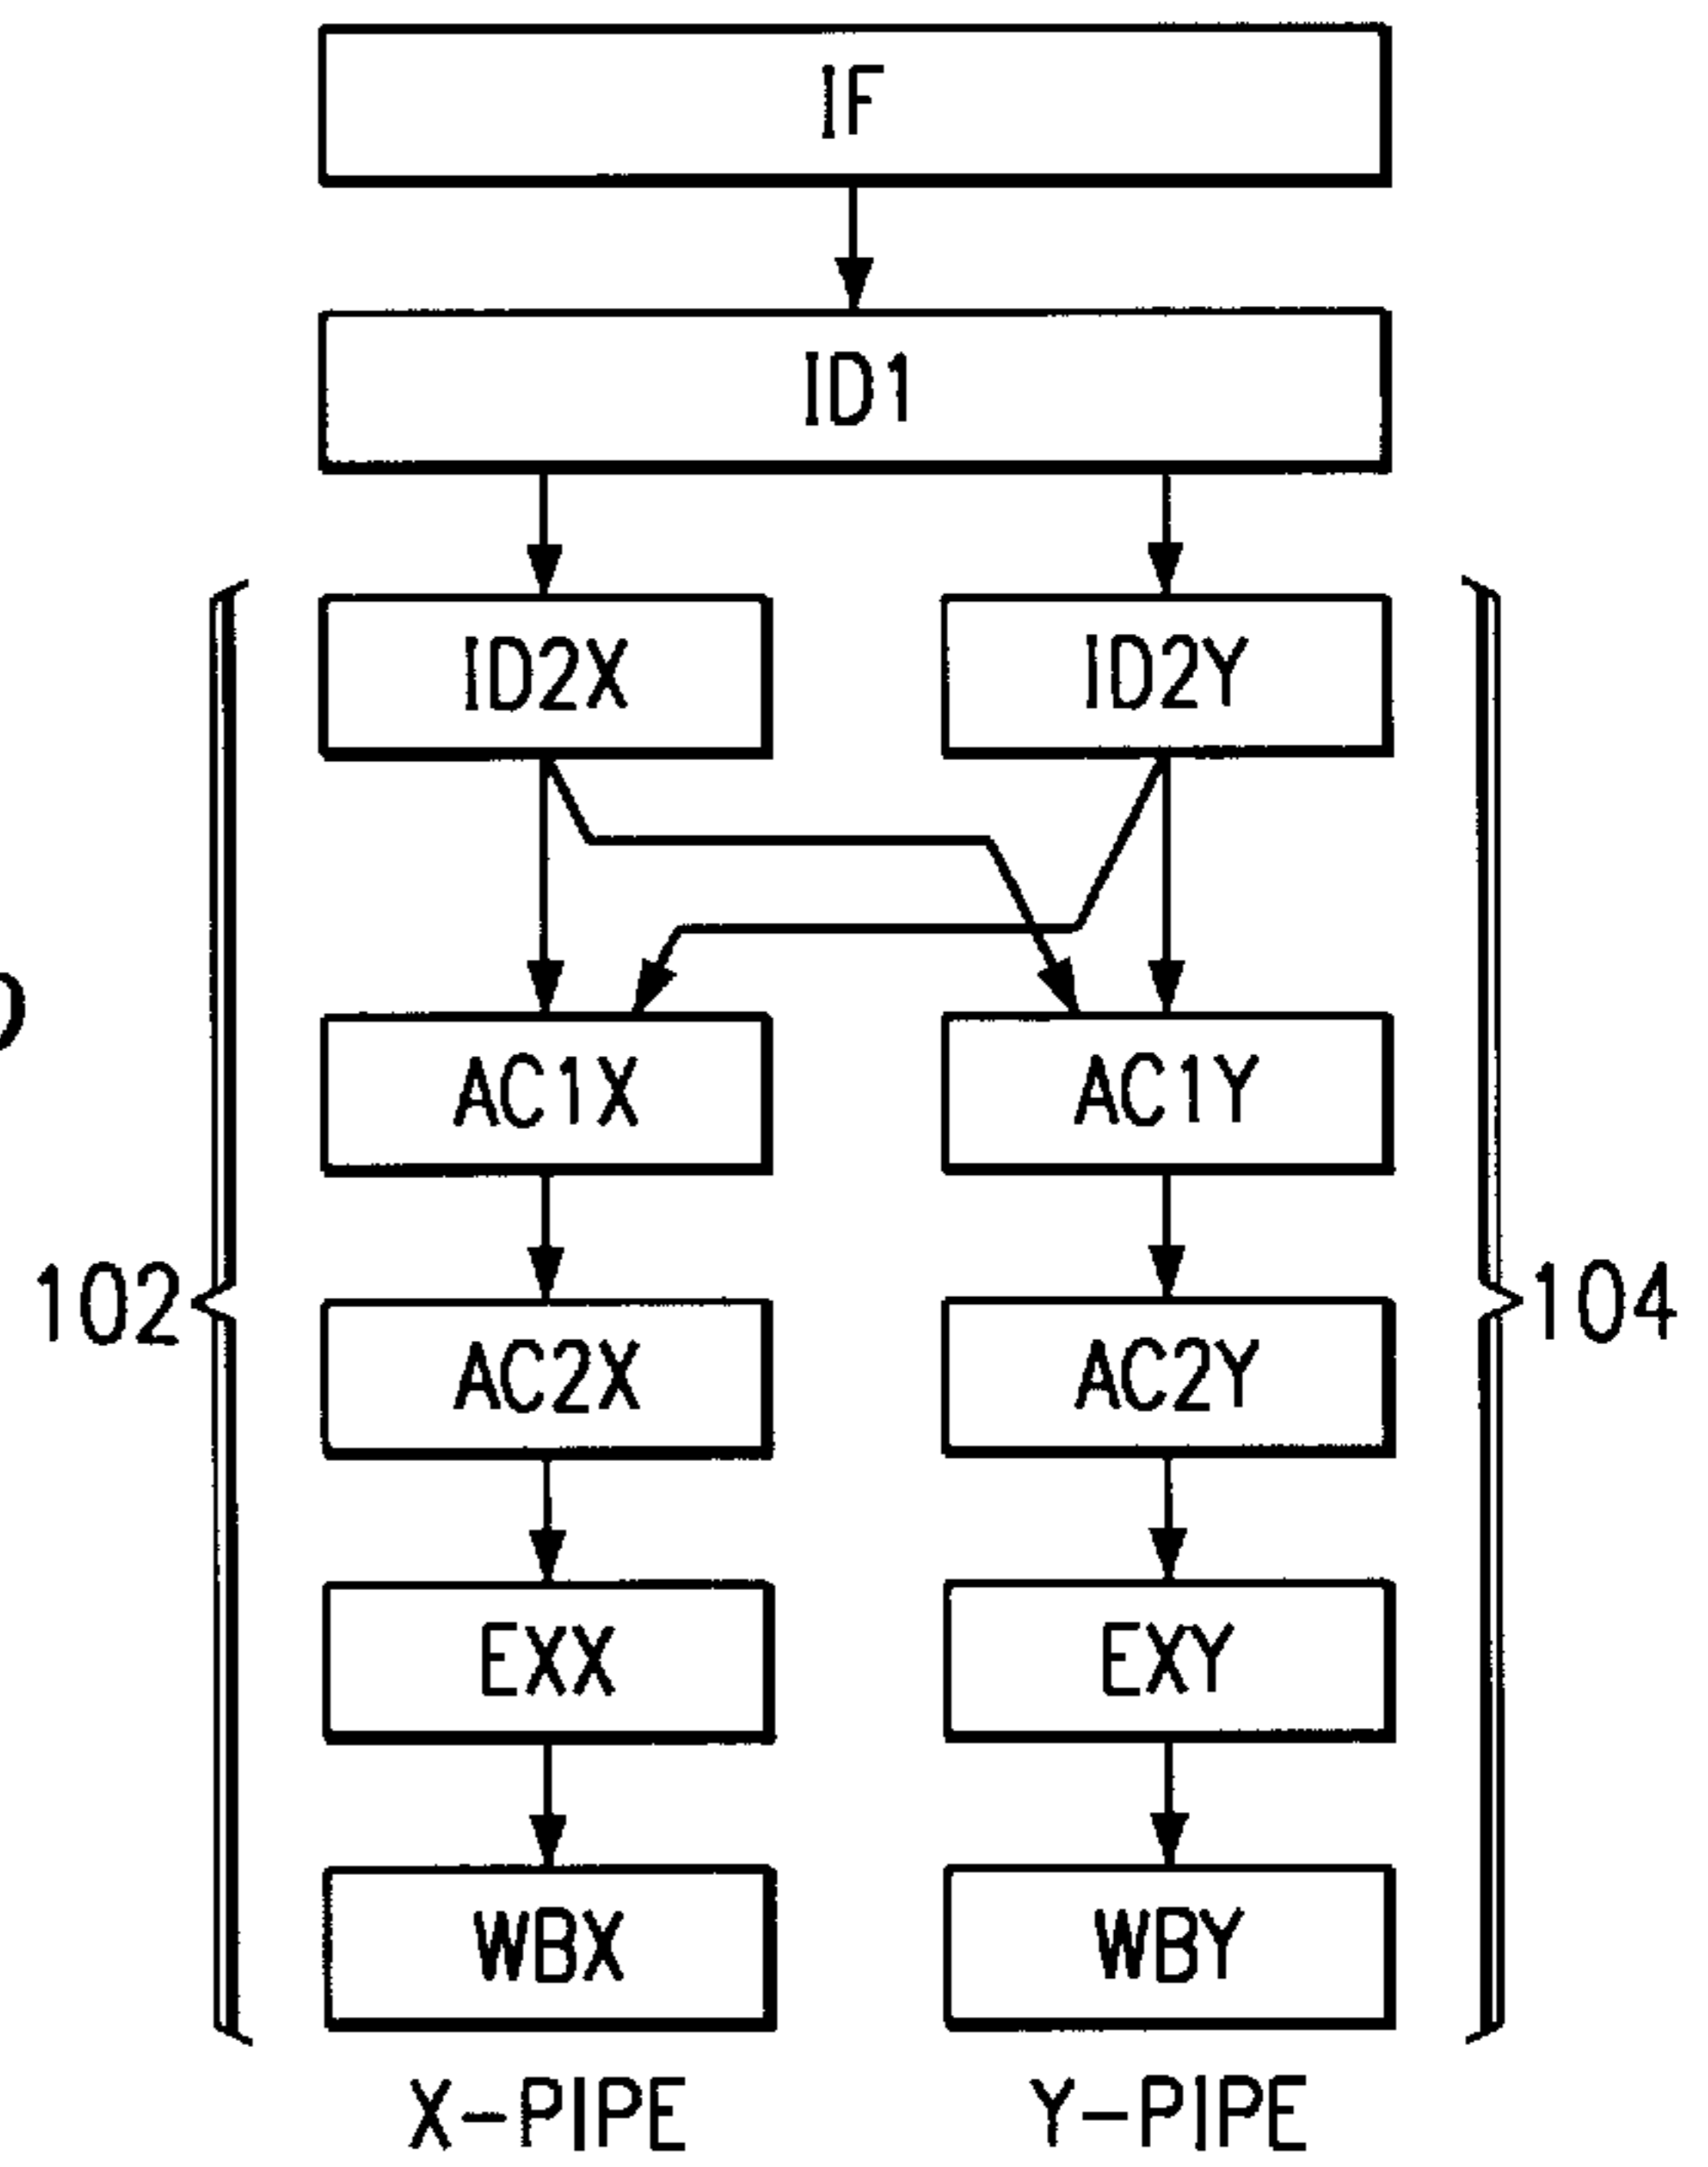 IF
ID1
ID2X ID2Y
AC1X AC1Y
102 104
AC2X AC2Y
EXX EXY
WBX WBY
X-PIPE Y-PIPE